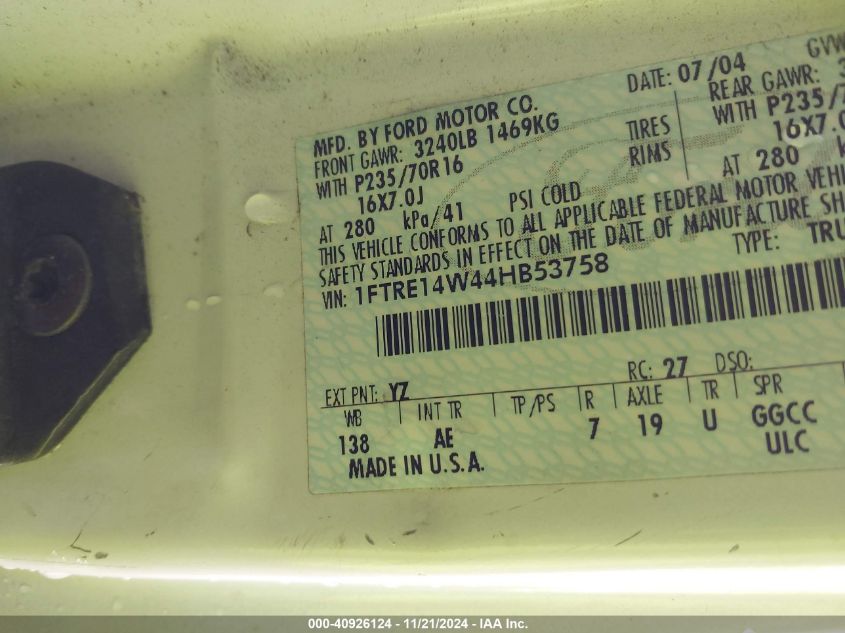 MFD. BY FORD MOTOR CO.
DATE: 07/04
GVW
FRONT GAWR: 3240LB 1469KG
REAR GAWR: 3
WITH P235/70R16 TIRES
WITH P235/7
16X7.0J RIMS
16X7.0
AT 280 kPa/41 PSI COLD
AT 280 k
THIS VEHICLE CONFORMS TO ALL APPLICABLE FEDERAL MOTOR VEHI
SAFETY STANDARDS IN EFFECT ON THE DATE OF MANUFACTURE SH
VIN: 1FTRE14W44HB53758
TYPE: TRU
EXT PNT: YZ RC: 27 DSO:
WB INT TR TP/PS R AXLE TR SPR
138 AE 7 19 U GGCC
ULC
MADE IN U.S.A.
000-40926124 - 11/21/2024 - IAA Inc.